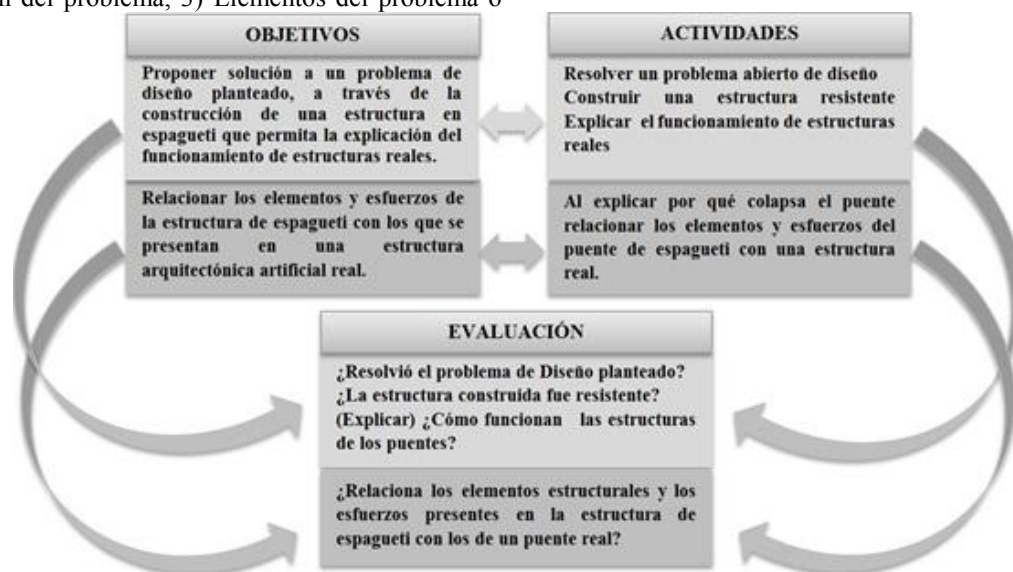 del problema, 3) Elementos del problema o
OBJETIVOS
Proponer solución a un problema de
diseño planteado, a través de la
construcción de una estructura en
espagueti que permita la explicación del
funcionamiento de estructuras reales.
Relacionar los elementos y esfuerzos de
la estructura de espagueti con los que se
presentan en una estructura
arquitectónica artificial real.
ACTIVIDADES
Resolver un problema abierto de diseño
Construir una estructura resistente
Explicar el funcionamiento de estructuras
reales
Al explicar por qué colapsa el puente
relacionar los elementos y esfuerzos del
puente de espagueti con una estructura
real.
EVALUACIÓN
¿Resolvió el problema de Diseño planteado?
¿La estructura construida fue resistente?
(Explicar) ¿Cómo funcionan las estructuras
de los puentes?
¿Relaciona los elementos estructurales y los
esfuerzos presentes en la estructura de
espagueti con los de un puente real?